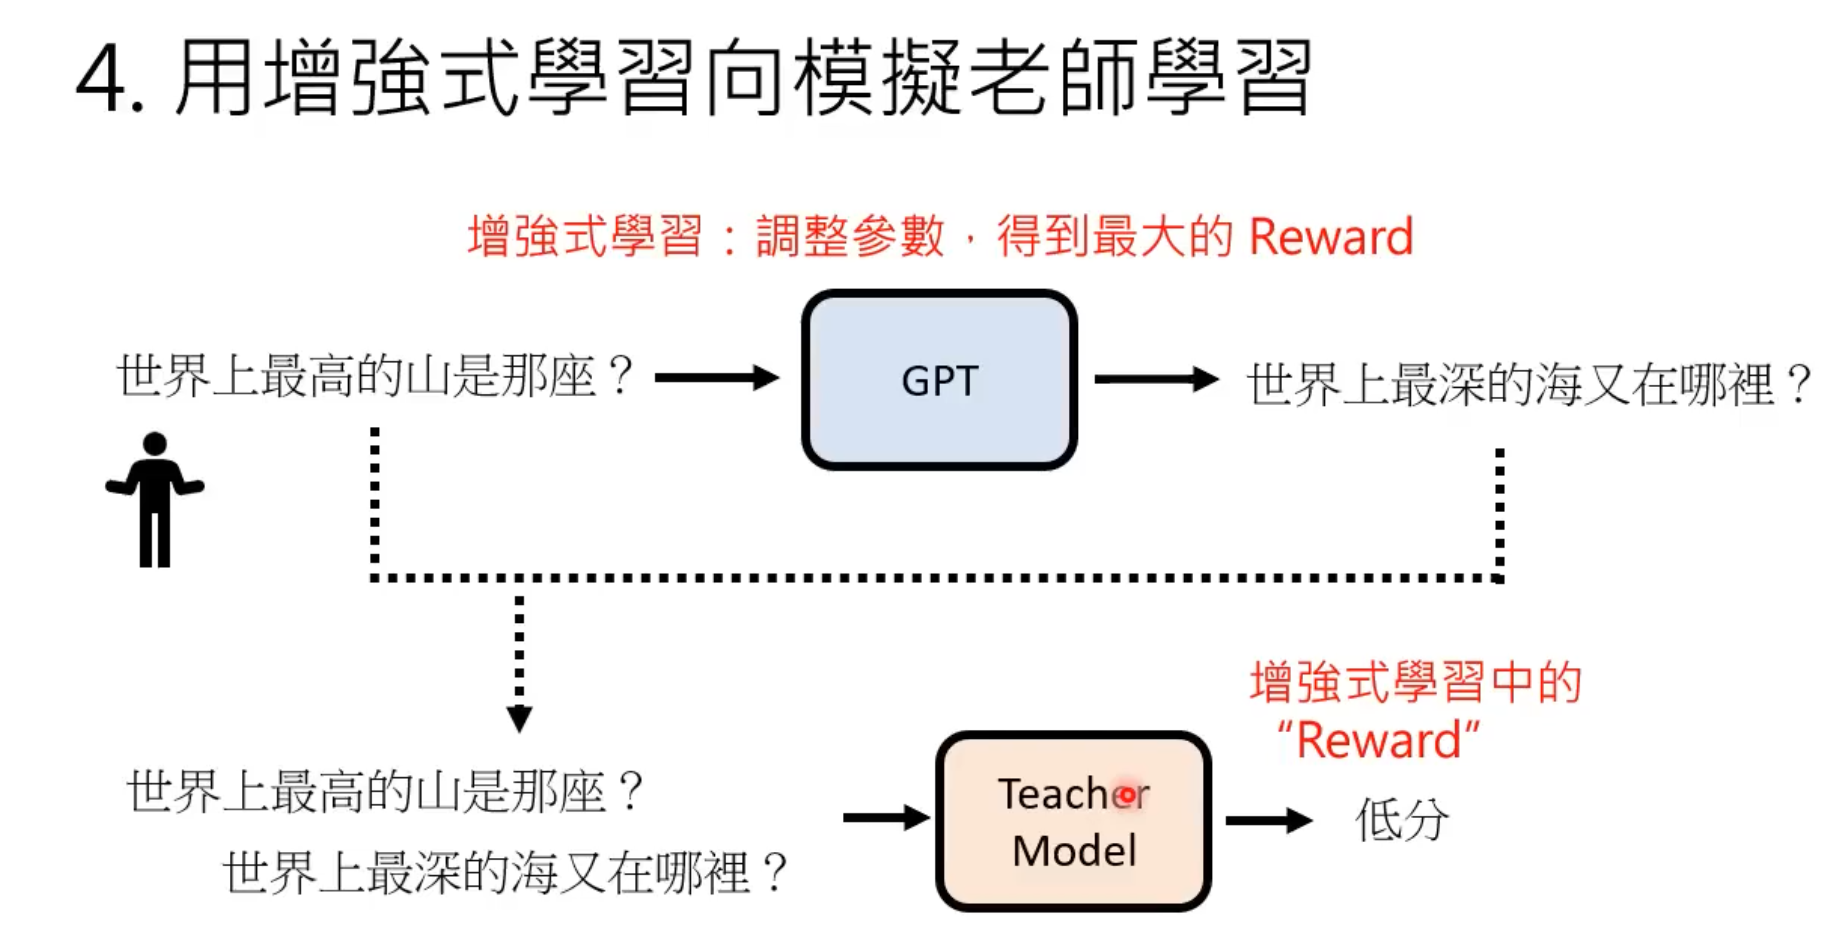 4. 用增強式學習向模擬老師學習
增強式學習：調整參數，得到最大的 Reward
世界上最高的山是那座？
GPT
世界上最深的海又在哪裡？
世界上最高的山是那座？
世界上最深的海又在哪裡？
Teacher
Model
增強式學習中的
“Reward”
低分